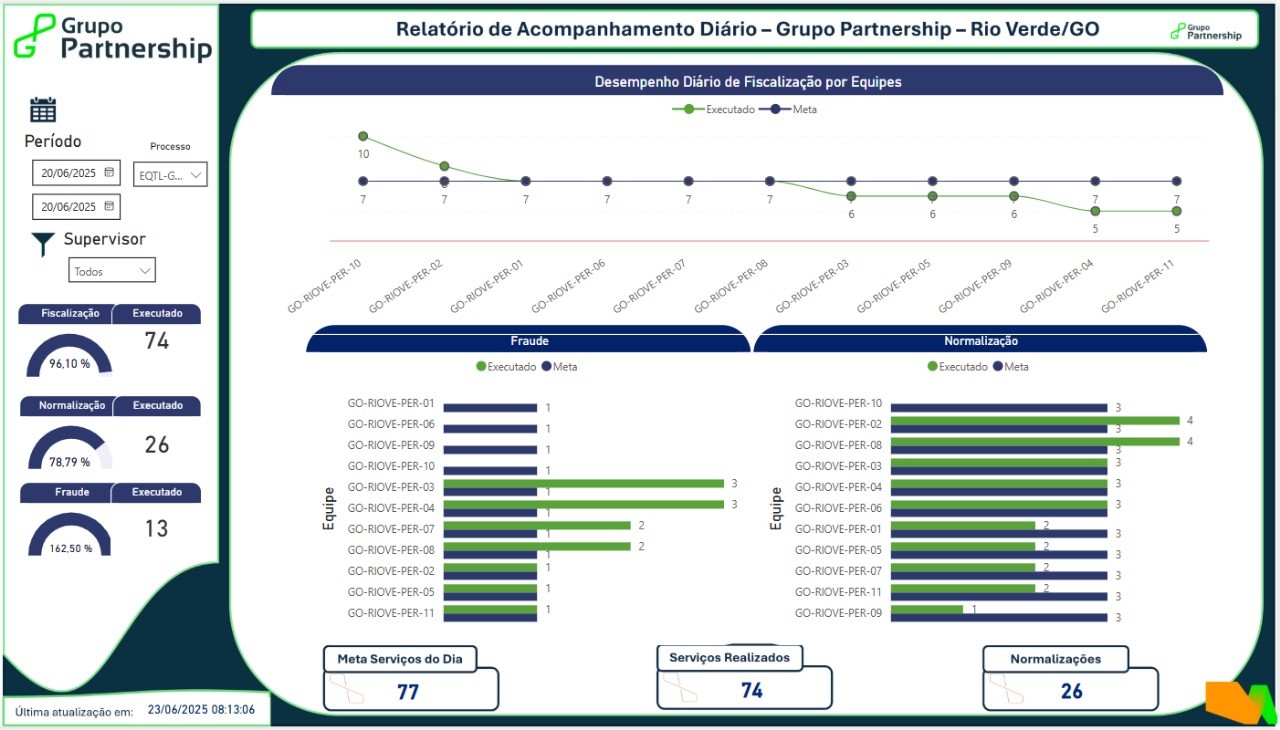 Grupo
Partnership
Relatório de Acompanhamento Diário – Grupo Partnership – Rio Verde/GO
Grupo
Partnership
Período
Processo
20/06/2025
EQTL-G...
20/06/2025
Supervisor
Todos
Fiscalização
Executado
96,10 %
74
Normalização
Executado
78,79 %
26
Fraude
Executado
162,50 %
13
Desempenho Diário de Fiscalização por Equipes
Executado Meta
10
7 7 7 7 7 7 7 7
6 6 6
5 5
GO-RIOVE-PER-10
GO-RIOVE-PER-02
GO-RIOVE-PER-01
GO-RIOVE-PER-06
GO-RIOVE-PER-07
GO-RIOVE-PER-08
GO-RIOVE-PER-03
GO-RIOVE-PER-05
GO-RIOVE-PER-09
GO-RIOVE-PER-04
GO-RIOVE-PER-11
Fraude
Executado Meta
Equipe
GO-RIOVE-PER-01 1
GO-RIOVE-PER-06 1
GO-RIOVE-PER-09 1
GO-RIOVE-PER-10 1
GO-RIOVE-PER-03 3 1
GO-RIOVE-PER-04 3 1
GO-RIOVE-PER-07 2 1
GO-RIOVE-PER-08 2 1
GO-RIOVE-PER-02 1
GO-RIOVE-PER-05 1
GO-RIOVE-PER-11 1
Normalização
Executado Meta
Equipe
GO-RIOVE-PER-10 3
GO-RIOVE-PER-02 4 3
GO-RIOVE-PER-08 4 3
GO-RIOVE-PER-03 3
GO-RIOVE-PER-04 3
GO-RIOVE-PER-06 3
GO-RIOVE-PER-01 2 3
GO-RIOVE-PER-05 2 3
GO-RIOVE-PER-07 2 3
GO-RIOVE-PER-11 2 3
GO-RIOVE-PER-09 1 3
Meta Serviços do Dia
77
Serviços Realizados
74
Normalizações
26
Última atualização em: 23/06/2025 08:13:06